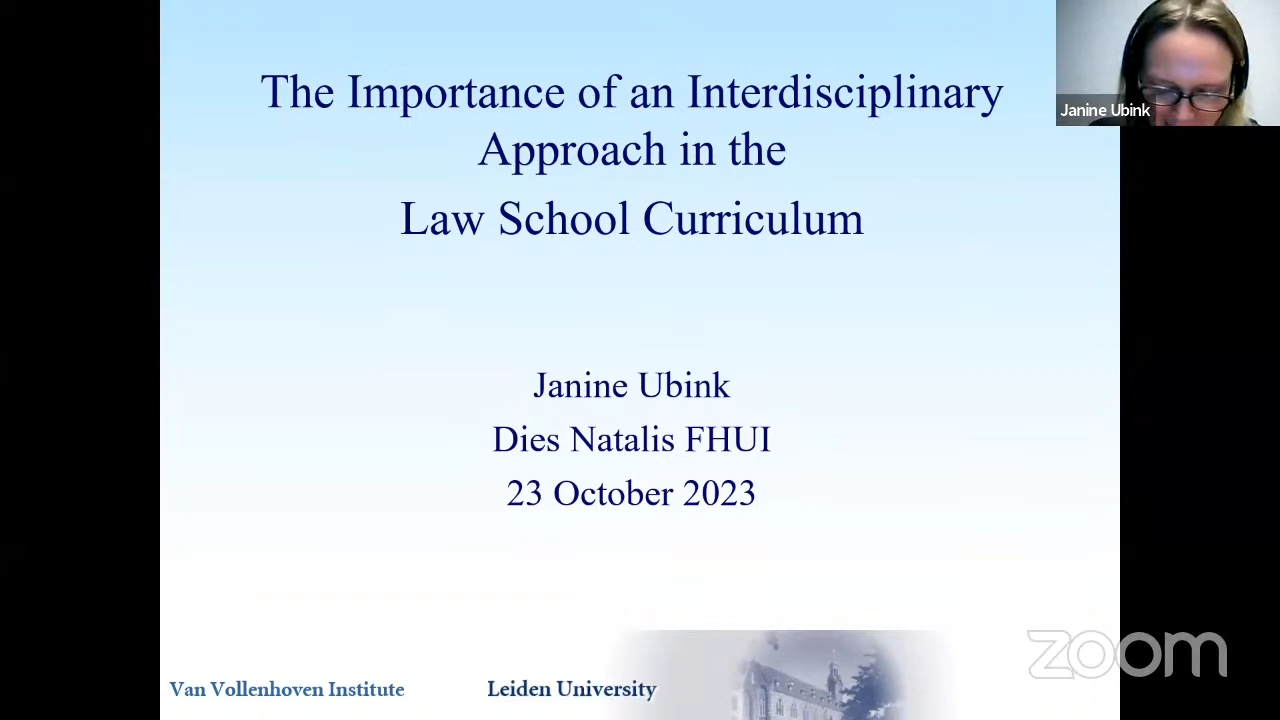 The Importance of an Interdisciplinary
Approach in the
Law School Curriculum
Janine Ubink
Janine Ubink
Dies Natalis FHUI
23 October 2023
Van Vollenhoven Institute
Leiden University
zoom